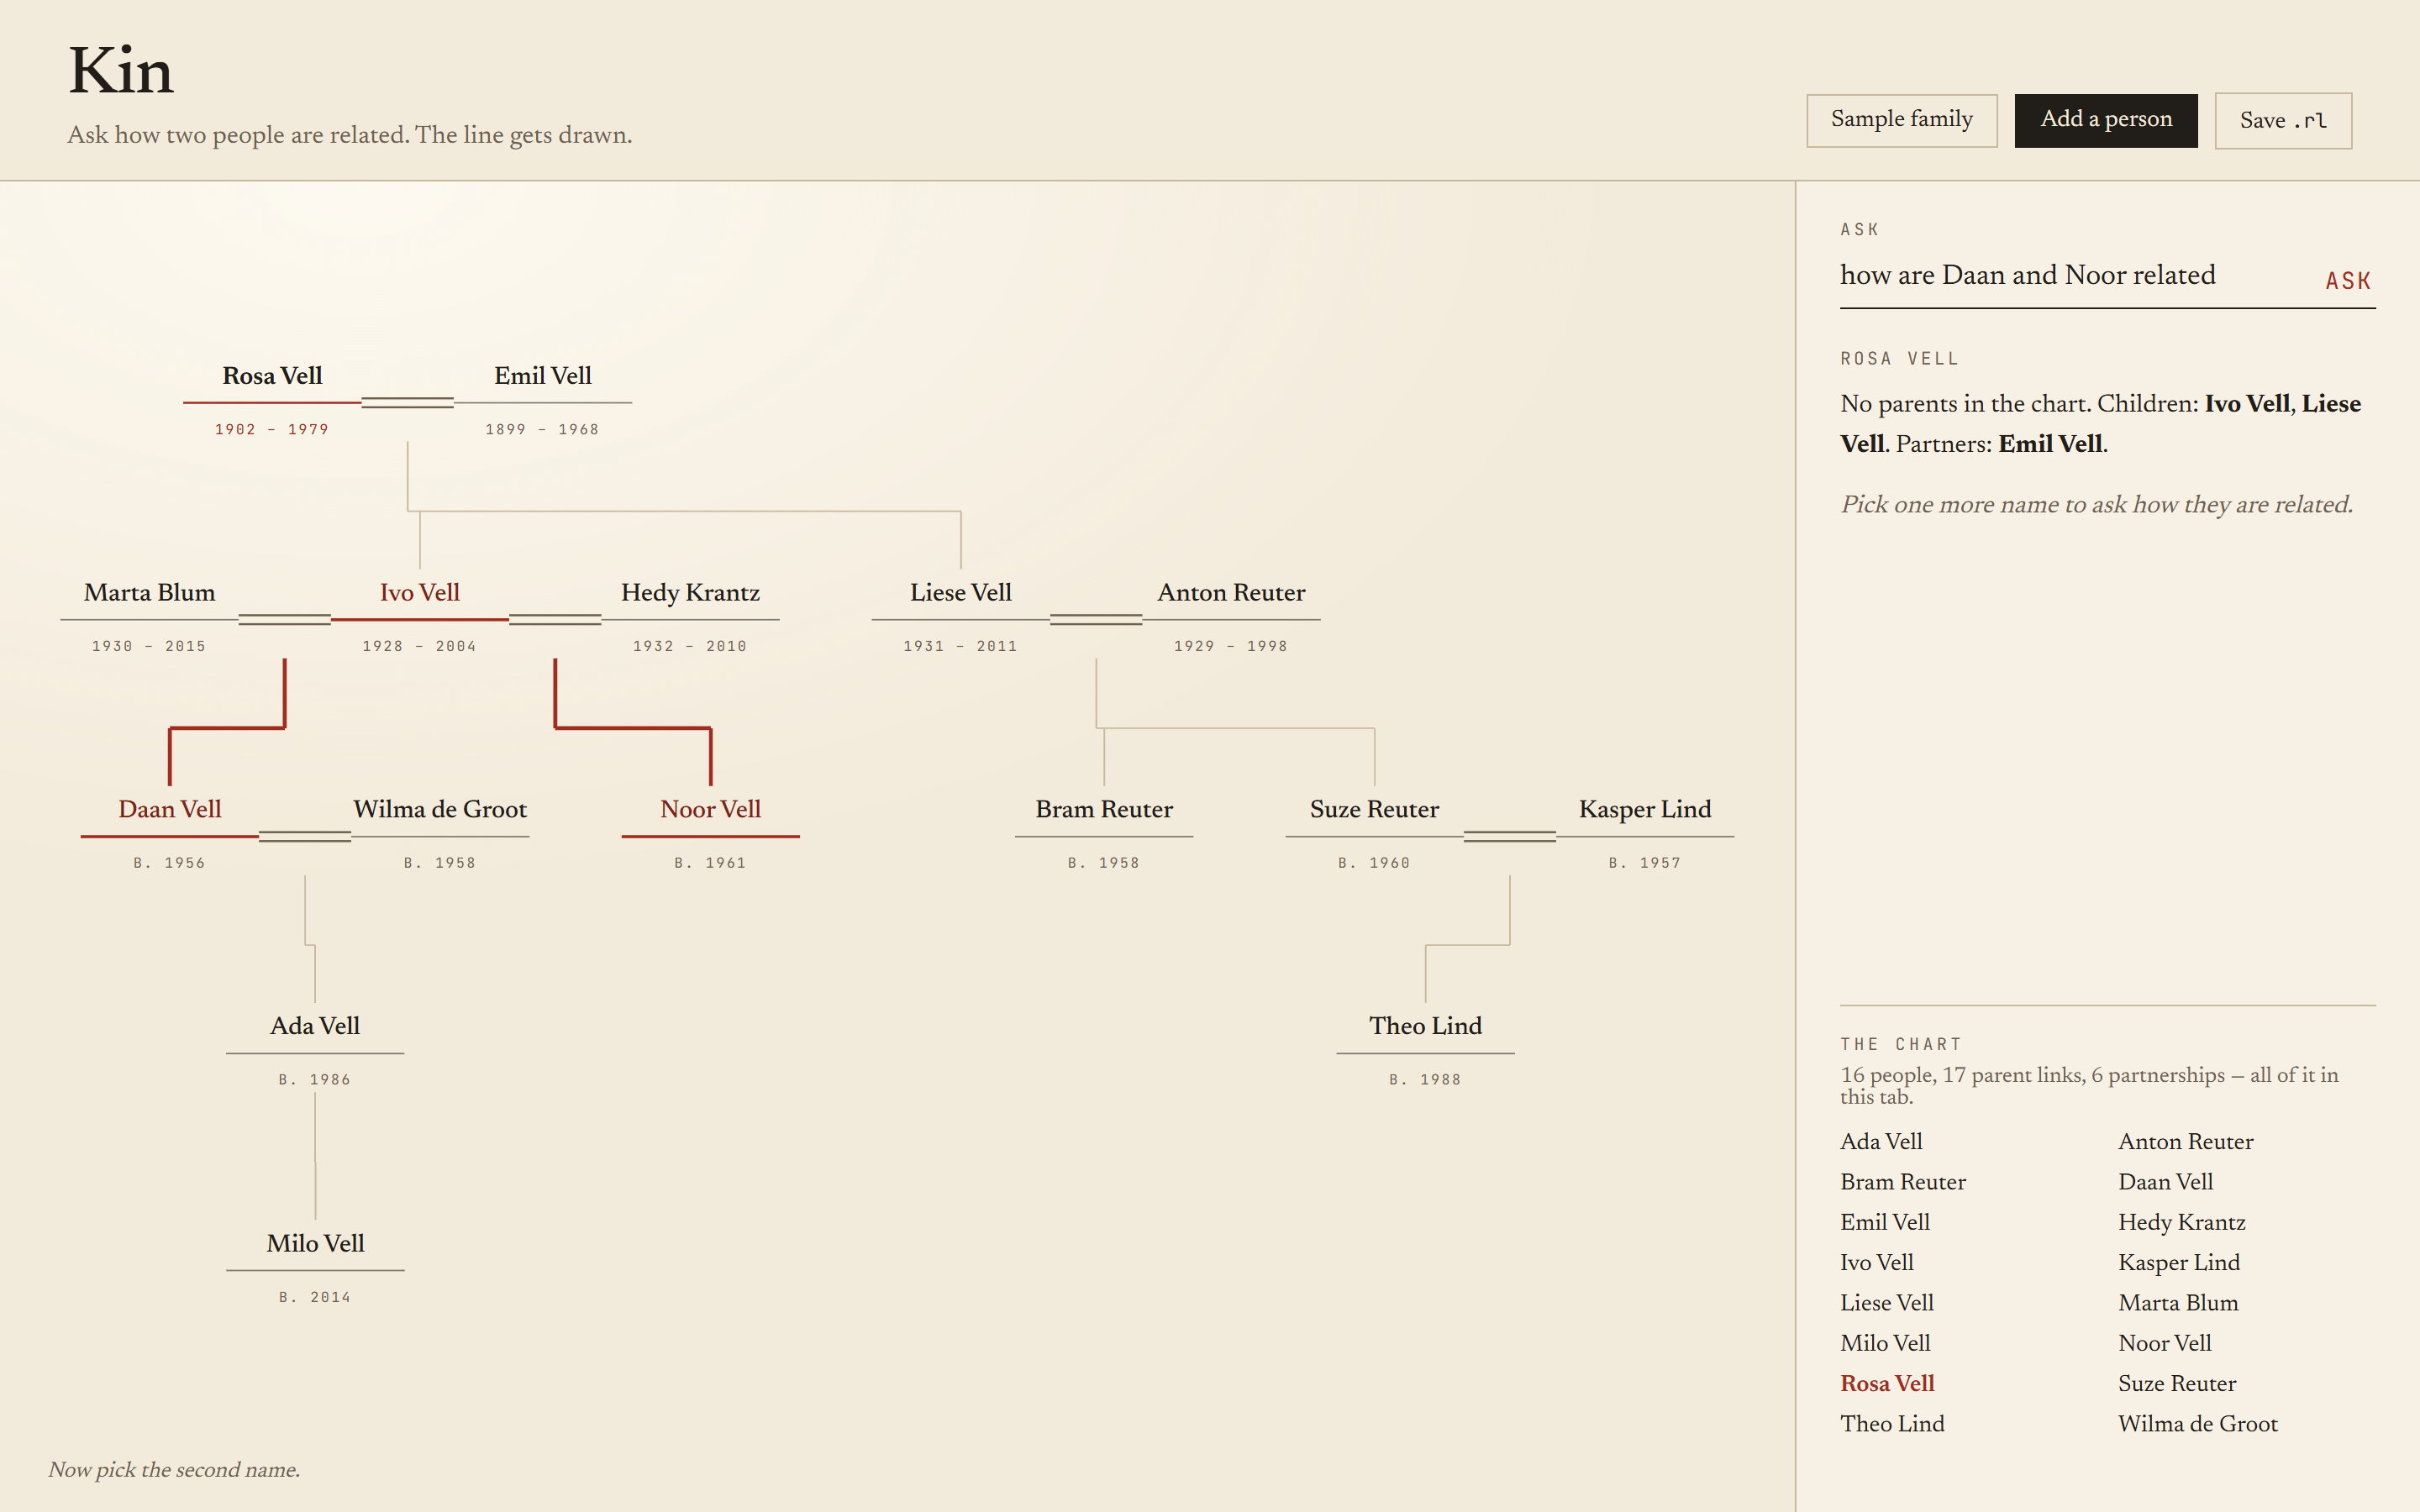 Kin
Ask how two people are related. The line gets drawn.
Sample family
Add a person
Save .rl
Rosa Vell
Emil Vell
1902 – 1979
1899 – 1968
Marta Blum
Ivo Vell
Hedy Krantz
Liese Vell
Anton Reuter
1930 – 2015
1928 – 2004
1932 – 2010
1931 – 2011
1929 – 1998
Daan Vell
Wilma de Groot
Noor Vell
Bram Reuter
Suze Reuter
Kasper Lind
B. 1956
B. 1958
B. 1961
B. 1958
B. 1960
B. 1957
Ada Vell
Theo Lind
B. 1986
B. 1988
Milo Vell
B. 2014
Now pick the second name.
ASK
how are Daan and Noor related
ASK
ROSA VELL
No parents in the chart. Children: Ivo Vell, Liese
Vell. Partners: Emil Vell.
Pick one more name to ask how they are related.
THE CHART
16 people, 17 parent links, 6 partnerships — all of it in
this tab.
Ada Vell
Anton Reuter
Bram Reuter
Daan Vell
Emil Vell
Hedy Krantz
Ivo Vell
Kasper Lind
Liese Vell
Marta Blum
Milo Vell
Noor Vell
Rosa Vell
Suze Reuter
Theo Lind
Wilma de Groot